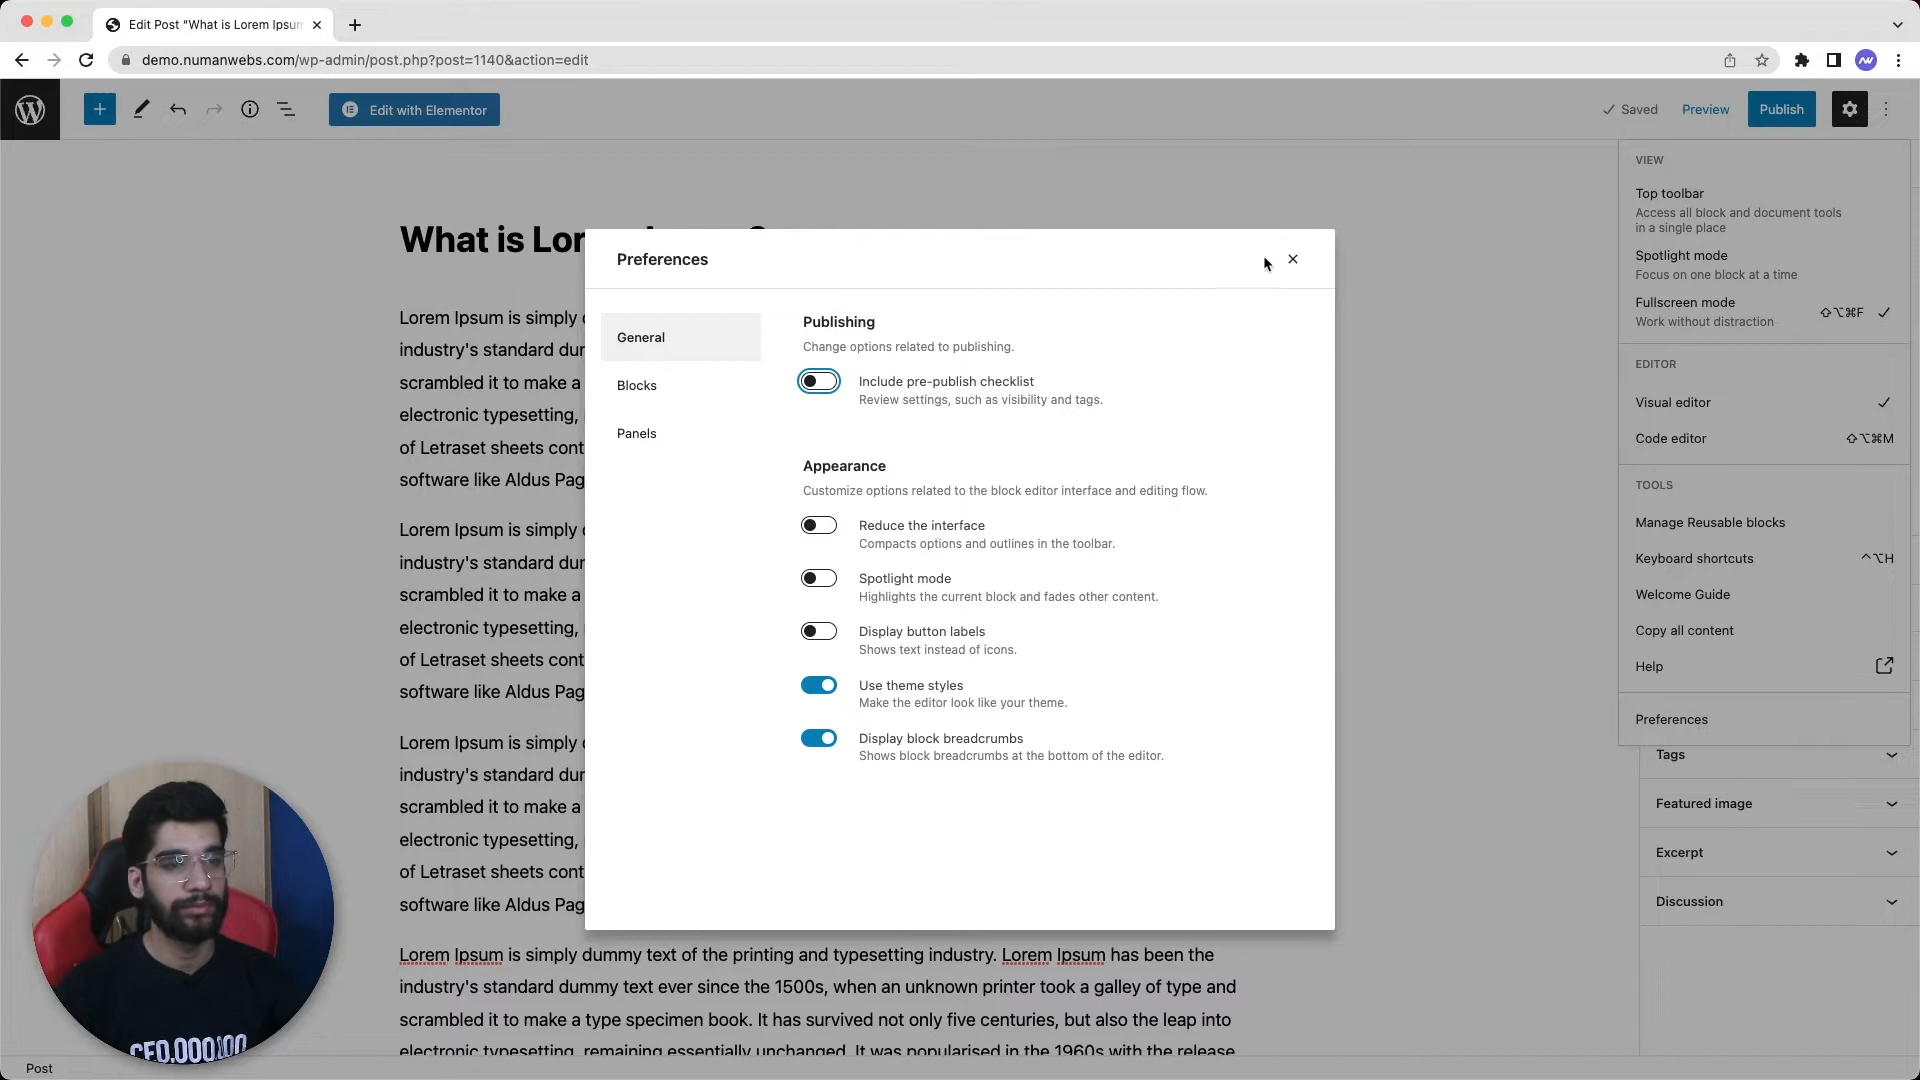 Edit Post “What is Lorem Ipsum
demo.numanwebs.com/wp-admin/post.php?post=1140&action=edit
Edit with Elementor
Saved
Preview
Publish
What is Lor
Lorem Ipsum is simply
industry's standard dur
scrambled it to make a
electronic typesetting,
of Letraset sheets cont
software like Aldus Pag
Lorem Ipsum is simply
industry's standard dur
scrambled it to make a
electronic typesetting,
of Letraset sheets cont
software like Aldus Pag
Lorem Ipsum is simply
industry's standard dur
scrambled it to make a
electronic typesetting,
of Letraset sheets cont
software like Aldus Pag
Lorem Ipsum is simply dummy text of the printing and typesetting industry. Lorem Ipsum has been the
industry's standard dummy text ever since the 1500s, when an unknown printer took a galley of type and
scrambled it to make a type specimen book. It has survived not only five centuries, but also the leap into
electronic typesetting, remaining essentially unchanged. It was popularised in the 1960s with the release
Preferences
General
Blocks
Panels
Publishing
Change options related to publishing.
Include pre-publish checklist
Review settings, such as visibility and tags.
Appearance
Customize options related to the block editor interface and editing flow.
Reduce the interface
Compacts options and outlines in the toolbar.
Spotlight mode
Highlights the current block and fades other content.
Display button labels
Shows text instead of icons.
Use theme styles
Make the editor look like your theme.
Display block breadcrumbs
Shows block breadcrumbs at the bottom of the editor.
VIEW
Top toolbar
Access all block and document tools
in a single place
Spotlight mode
Focus on one block at a time
Fullscreen mode ⇧⌥⌘F
Work without distraction
EDITOR
Visual editor
Code editor ⇧⌥⌘M
TOOLS
Manage Reusable blocks
Keyboard shortcuts ^⌥H
Welcome Guide
Copy all content
Help
Preferences
Tags
Featured image
Excerpt
Discussion
Post